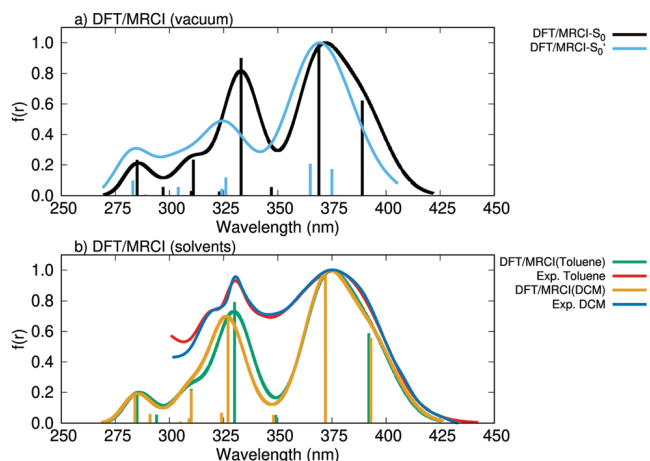 a) DFT/MRCI (vacuum)
DFT/MRCI-S0
DFT/MRCI-S0'
f(r)
1.0
0.8
0.6
0.4
0.2
0.0
250 275 300 325 350 375 400 425 450
Wavelength (nm)
b) DFT/MRCI (solvents)
DFT/MRCI(Toluene)
Exp. Toluene
DFT/MRCI(DCM)
Exp. DCM
f(r)
1.0
0.8
0.6
0.4
0.2
0.0
250 275 300 325 350 375 400 425 450
Wavelength (nm)